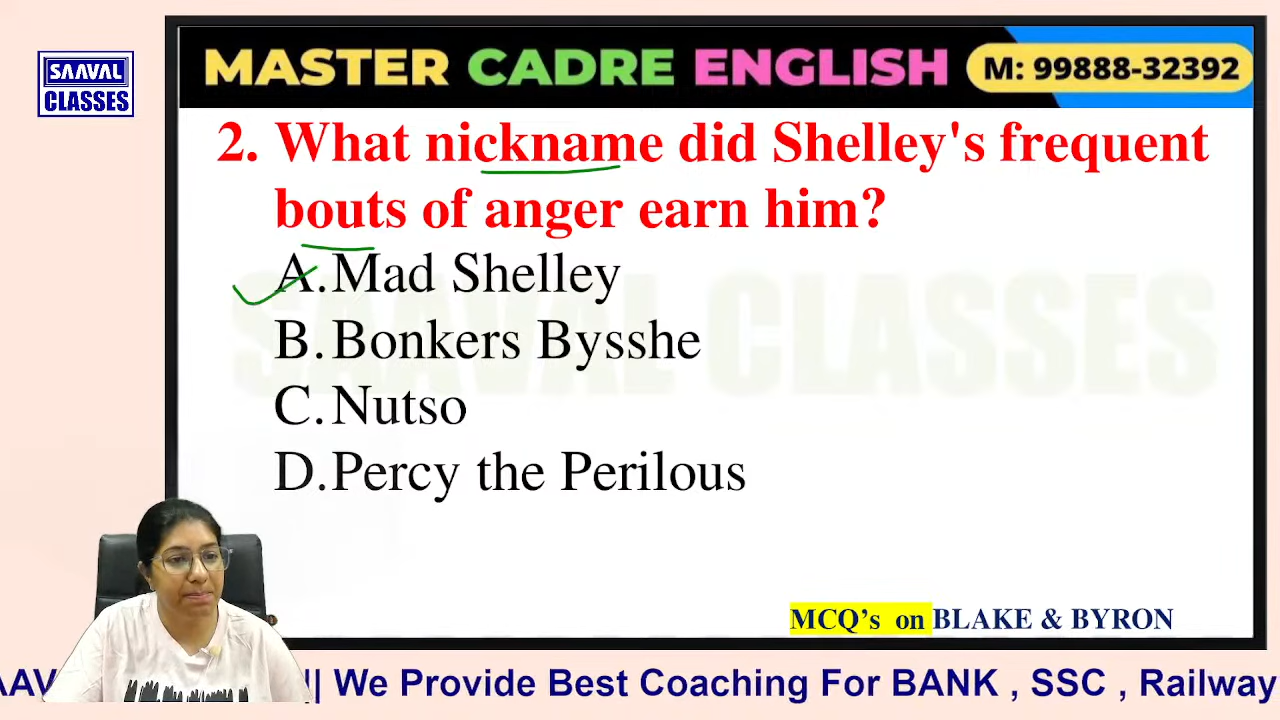 SAAVAL
CLASSES
MASTER CADRE ENGLISH
M: 99888-32392
2. What nickname did Shelley's frequent
bouts of anger earn him?
A. Mad Shelley
B. Bonkers Bysshe
C. Nutso
D. Percy the Perilous
SAAVAL CLASSES
MCQ's on BLAKE & BYRON
|| We Provide Best Coaching For BANK , SSC , Railway